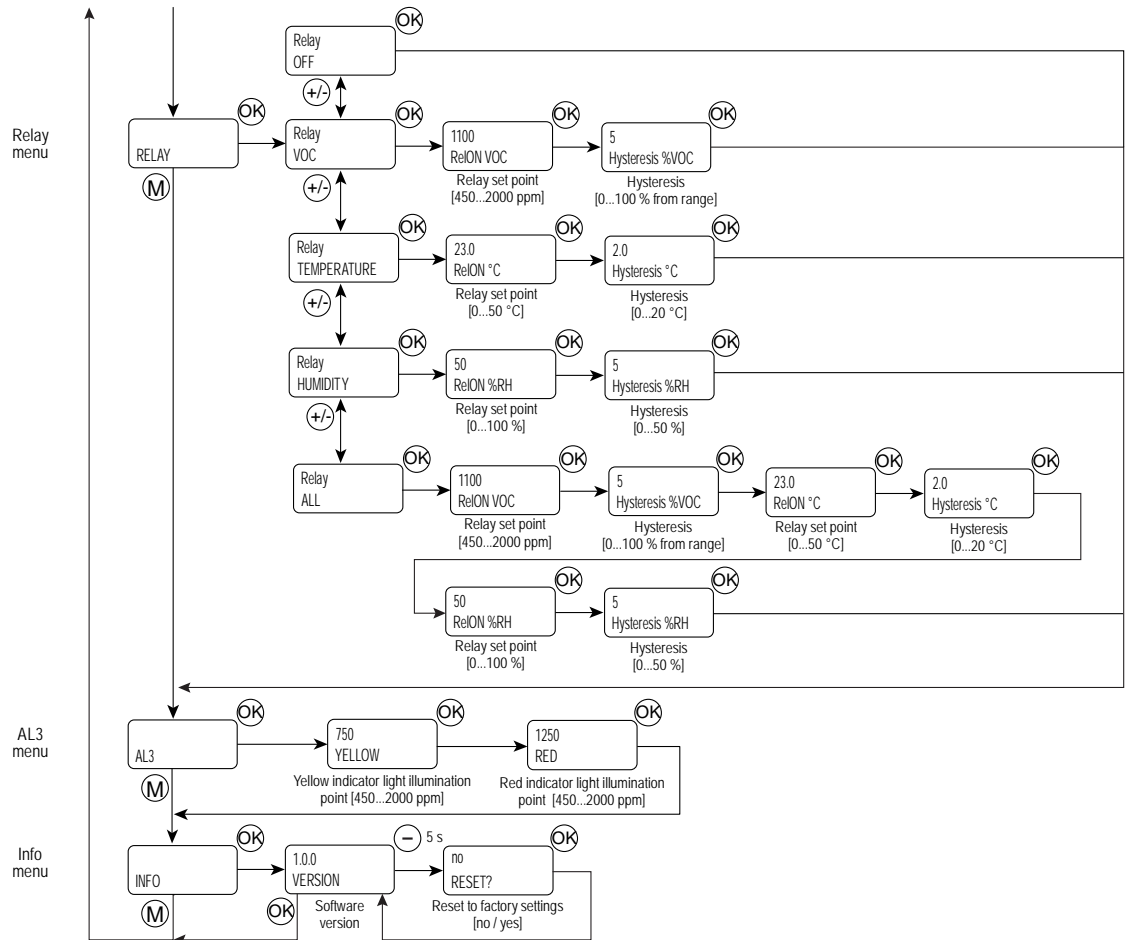 OK
Relay
OFF
+/-
Relay menu
RELAY
OK
M
Relay
VOC
OK
1100
RelON VOC
OK
Relay set point
[450...2000 ppm]
5
Hysteresis %VOC
OK
Hysteresis
[0...100 % from range]
+/-
Relay
TEMPERATURE
OK
23.0
RelON °C
OK
Relay set point
[0...50 °C]
2.0
Hysteresis °C
OK
Hysteresis
[0...20 °C]
+/-
Relay
HUMIDITY
OK
50
RelON %RH
OK
Relay set point
[0...100 %]
5
Hysteresis %RH
OK
Hysteresis
[0...50 %]
+/-
Relay
ALL
OK
1100
RelON VOC
OK
Relay set point
[450...2000 ppm]
5
Hysteresis %VOC
OK
Hysteresis
[0...100 % from range]
23.0
RelON °C
OK
Relay set point
[0...50 °C]
2.0
Hysteresis °C
OK
Hysteresis
[0...20 °C]
50
RelON %RH
OK
Relay set point
[0...100 %]
5
Hysteresis %RH
OK
Hysteresis
[0...50 %]
AL3
menu
AL3
OK
M
750
YELLOW
OK
Yellow indicator light illumination
point [450...2000 ppm]
1250
RED
OK
Red indicator light illumination
point [450...2000 ppm]
Info
menu
INFO
OK
M
1.0.0
VERSION
OK
Software
version
− 5 s
no
RESET?
OK
Reset to factory settings
[no / yes]